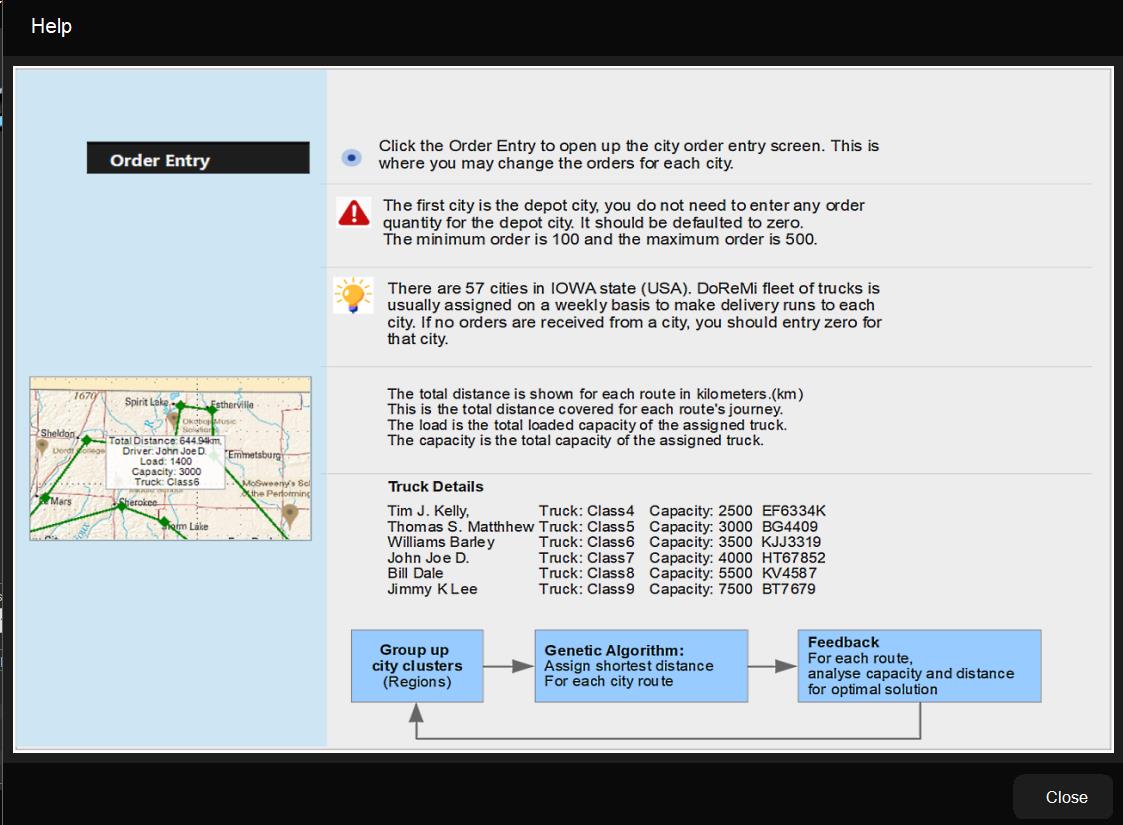 Help
Order Entry
Click the Order Entry to open up the city order entry screen. This is
where you may change the orders for each city.
The first city is the depot city, you do not need to enter any order
quantity for the depot city. It should be defaulted to zero.
The minimum order is 100 and the maximum order is 500.
There are 57 cities in IOWA state (USA). DoReMi fleet of trucks is
usually assigned on a weekly basis to make delivery runs to each
city. If no orders are received from a city, you should entry zero for
that city.
1670
Spirit Lake
Estherville
Okoboji Music
Sheldon
Total Distance: 644.94km,
Driver: John Joe D.
Load: 1400
Capacity: 3000
Truck: Class6
Emmetsburg
McSweeny's Sc
the Performing
Mars
Cherokee
Storm Lake
The total distance is shown for each route in kilometers.(km)
This is the total distance covered for each route's journey.
The load is the total loaded capacity of the assigned truck.
The capacity is the total capacity of the assigned truck.
Truck Details
Tim J. Kelly, Truck: Class4 Capacity: 2500 EF6334K
Thomas S. Matthhew Truck: Class5 Capacity: 3000 BG4409
Williams Barley Truck: Class6 Capacity: 3500 KJJ3319
John Joe D. Truck: Class7 Capacity: 4000 HT67852
Bill Dale Truck: Class8 Capacity: 5500 KV4587
Jimmy K Lee Truck: Class9 Capacity: 7500 BT7679
Group up
city clusters
(Regions)
Genetic Algorithm:
Assign shortest distance
For each city route
Feedback
For each route,
analyse capacity and distance
for optimal solution
Close